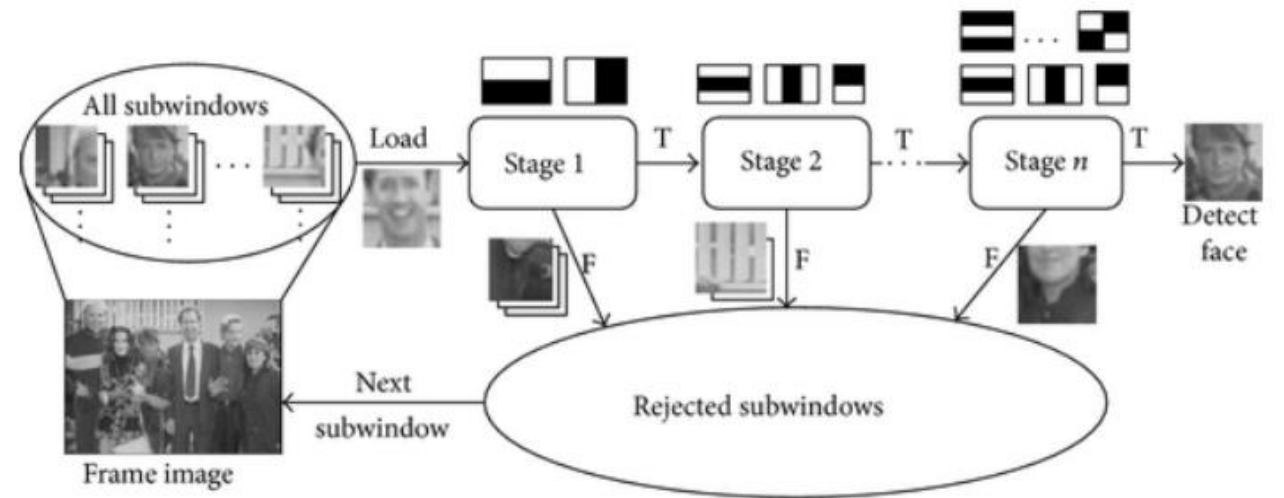 All subwindows
. . .
Load
Stage 1
T
Stage 2
T
Stage n
T
Detect
face
F
F
F
Rejected subwindows
Next
subwindow
Frame image